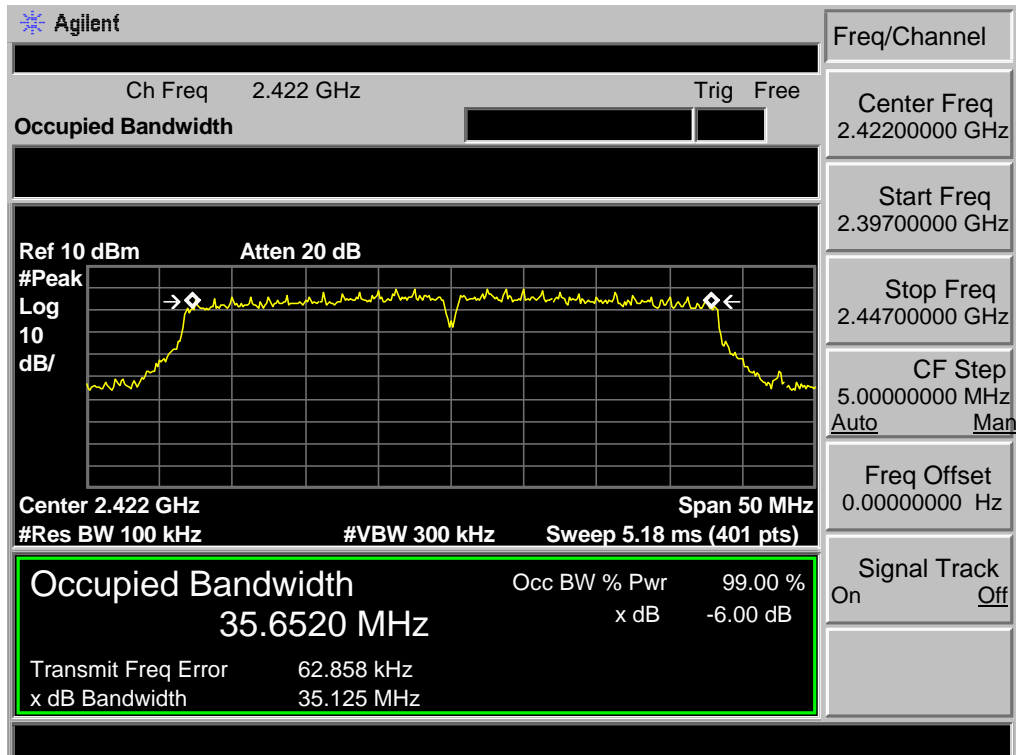 Agilent
Freq/Channel
Ch Freq 2.422 GHz Trig Free
Occupied Bandwidth
Center Freq
2.42200000 GHz
Start Freq
2.39700000 GHz
Stop Freq
2.44700000 GHz
CF Step
5.00000000 MHz
Auto Man
Freq Offset
0.00000000 Hz
Signal Track
On Off
Ref 10 dBm Atten 20 dB
#Peak
Log
10
dB/
Center 2.422 GHz Span 50 MHz
#Res BW 100 kHz #VBW 300 kHz Sweep 5.18 ms (401 pts)
Occupied Bandwidth Occ BW % Pwr 99.00 %
35.6520 MHz x dB -6.00 dB
Transmit Freq Error 62.858 kHz
x dB Bandwidth 35.125 MHz